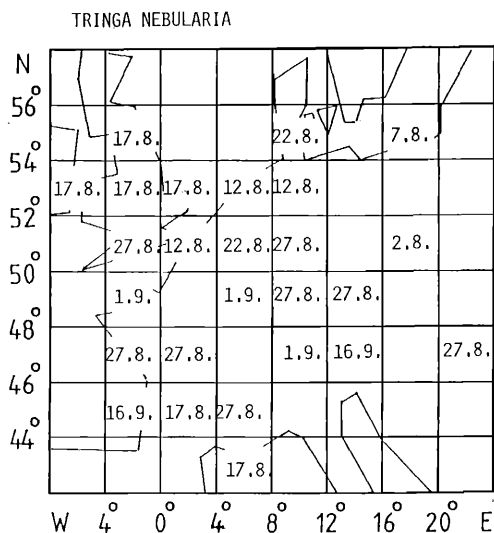 TRINGA NEBULARIA
N
56°
17.8. 22.8. 7.8.
54°
17.8. 17.8. 17.8. 12.8. 12.8.
52°
27.8. 12.8. 22.8. 27.8. 2.8.
50°
1.9. 1.9. 27.8. 27.8.
48°
27.8. 27.8. 1.9. 16.9. 27.8.
46°
16.9. 17.8. 27.8.
44°
17.8.
W 4° 0° 4° 8° 12° 16° 20° E